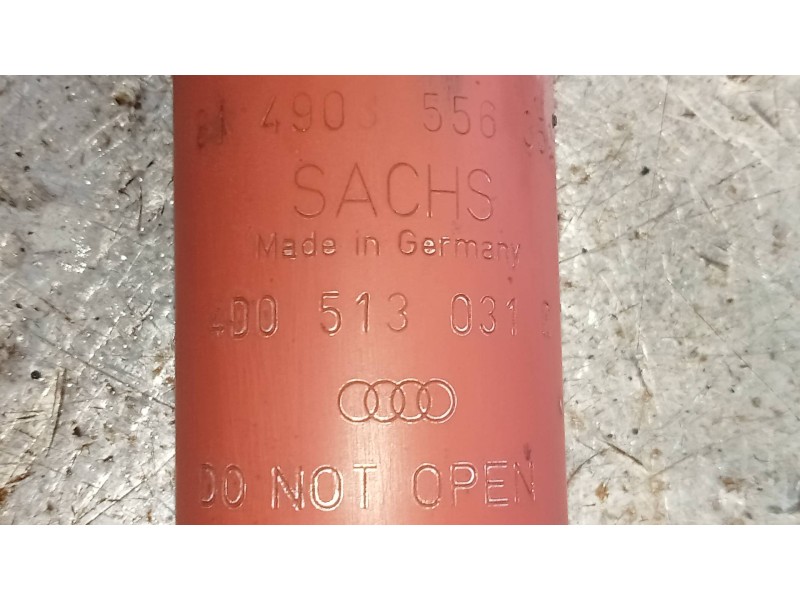 4903 556
SACHS
Made in Germany
4D0 513 031
DO NOT OPEN